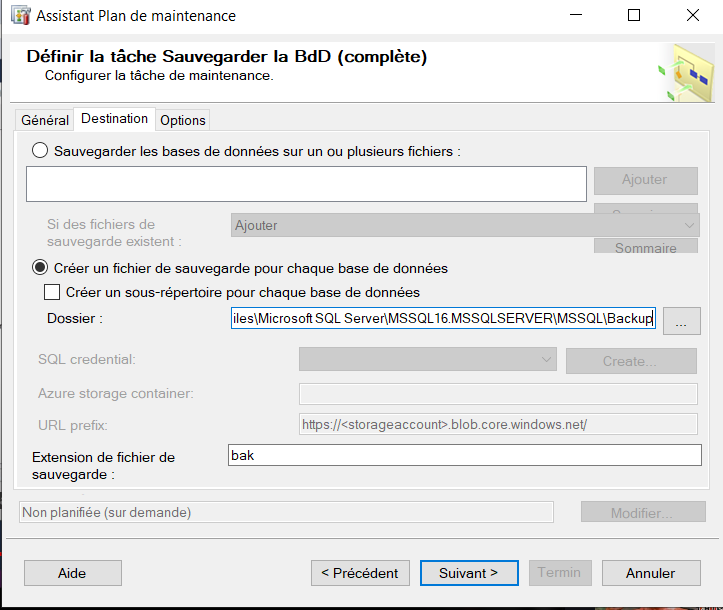 Assistant Plan de maintenance
Définir la tâche Sauvegarder la BdD (complète)
Configurer la tâche de maintenance.
Général Destination Options
Sauvegarder les bases de données sur un ou plusieurs fichiers :
Ajouter
Si des fichiers de
sauvegarde existent :
Ajouter
Sommaire
Créer un fichier de sauvegarde pour chaque base de données
Créer un sous-répertoire pour chaque base de données
Dossier :
iles\Microsoft SQL Server\MSSQL16.MSSQLSERVER\MSSQL\Backup
...
SQL credential:
Create...
Azure storage container:
URL prefix:
https://<storageaccount>.blob.core.windows.net/
Extension de fichier de
sauvegarde :
bak
Non planifiée (sur demande)
Modifier...
Aide
< Précédent
Suivant >
Termin
Annuler